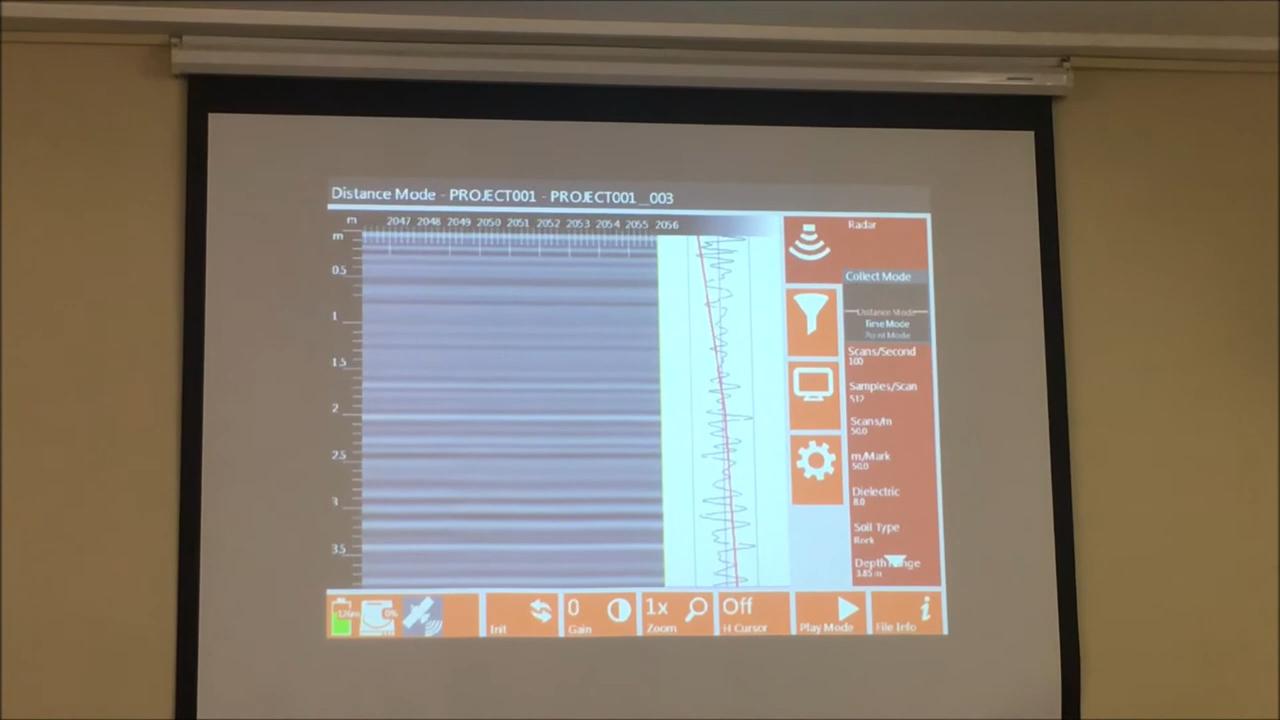 Distance Mode - PROJECT001 - PROJECT001__003
m 2047 2048 2049 2050 2051 2052 2053 2054 2055 2056
m
0.5
1
1.5
2
2.5
3
3.5
Radar
Collect Mode
Distance Mode
Time Mode
Point Mode
Scans/Second
100
Samples/Scan
512
Scans/m
50.0
m/Mark
50.0
Dielectric
8.0
Soil Type
Rock
Depth Range
3.85 m
0%
Init
0
Gain
1x
Zoom
Off
H Cursor
Play Mode
File Info